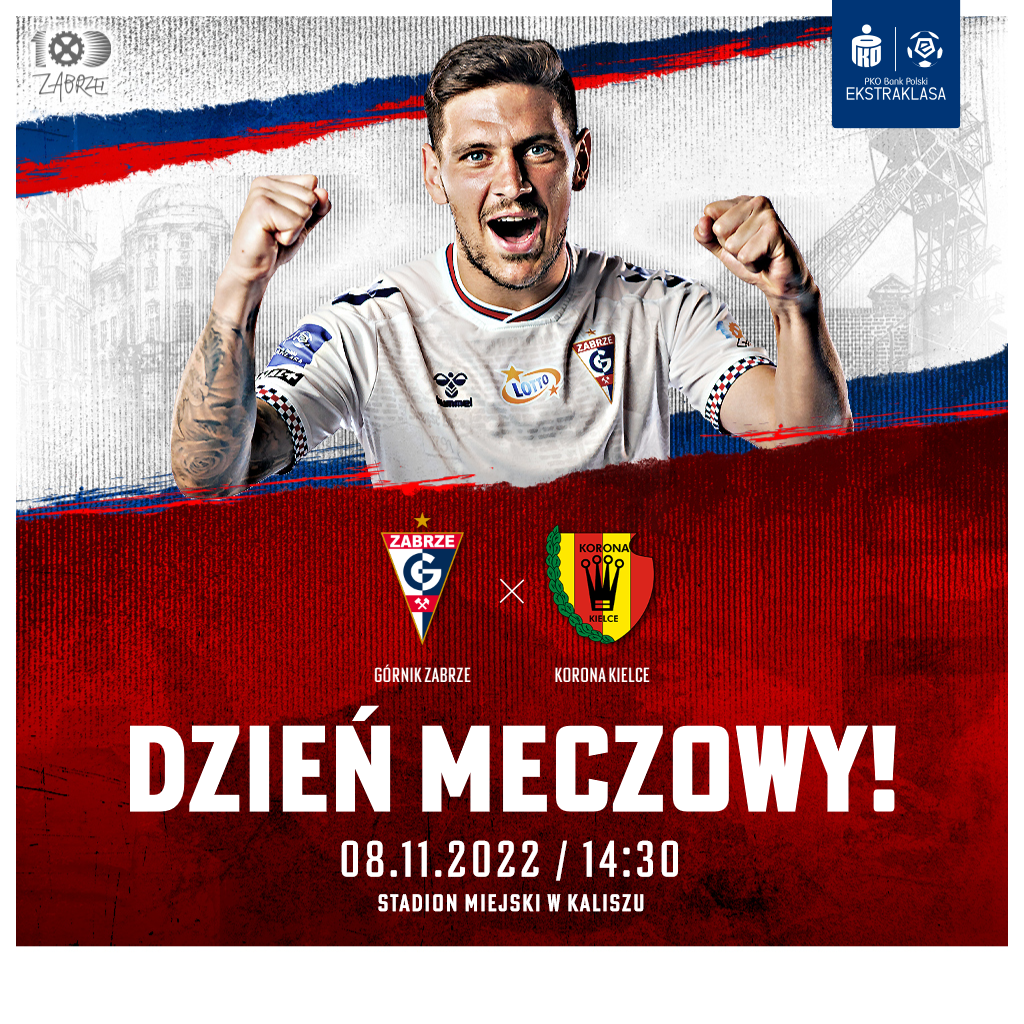 100
ZABRZE
PKO Bank Polski
EKSTRAKLASA
hummel
LOTTO
ZABRZE
G
ZABRZE
G
KORONA
KIELCE
GÓRNIK ZABRZE
KORONA KIELCE
DZIEŃ MECZOWY!
08.11.2022 / 14:30
STADION MIEJSKI W KALISZU